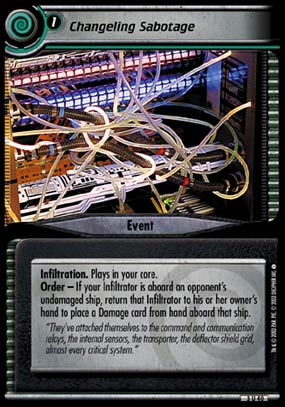 1 Changeling Sabotage
Event
Infiltration. Plays in your core.
Order – If your Infiltrator is aboard an opponent's
undamaged ship, return that Infiltrator to his or her owner's
hand to place a Damage card from hand aboard that ship.
"They've attached themselves to the command and communication
relays, the internal sensors, the transporter, the deflector shield grid,
almost every critical system."
3 U 40